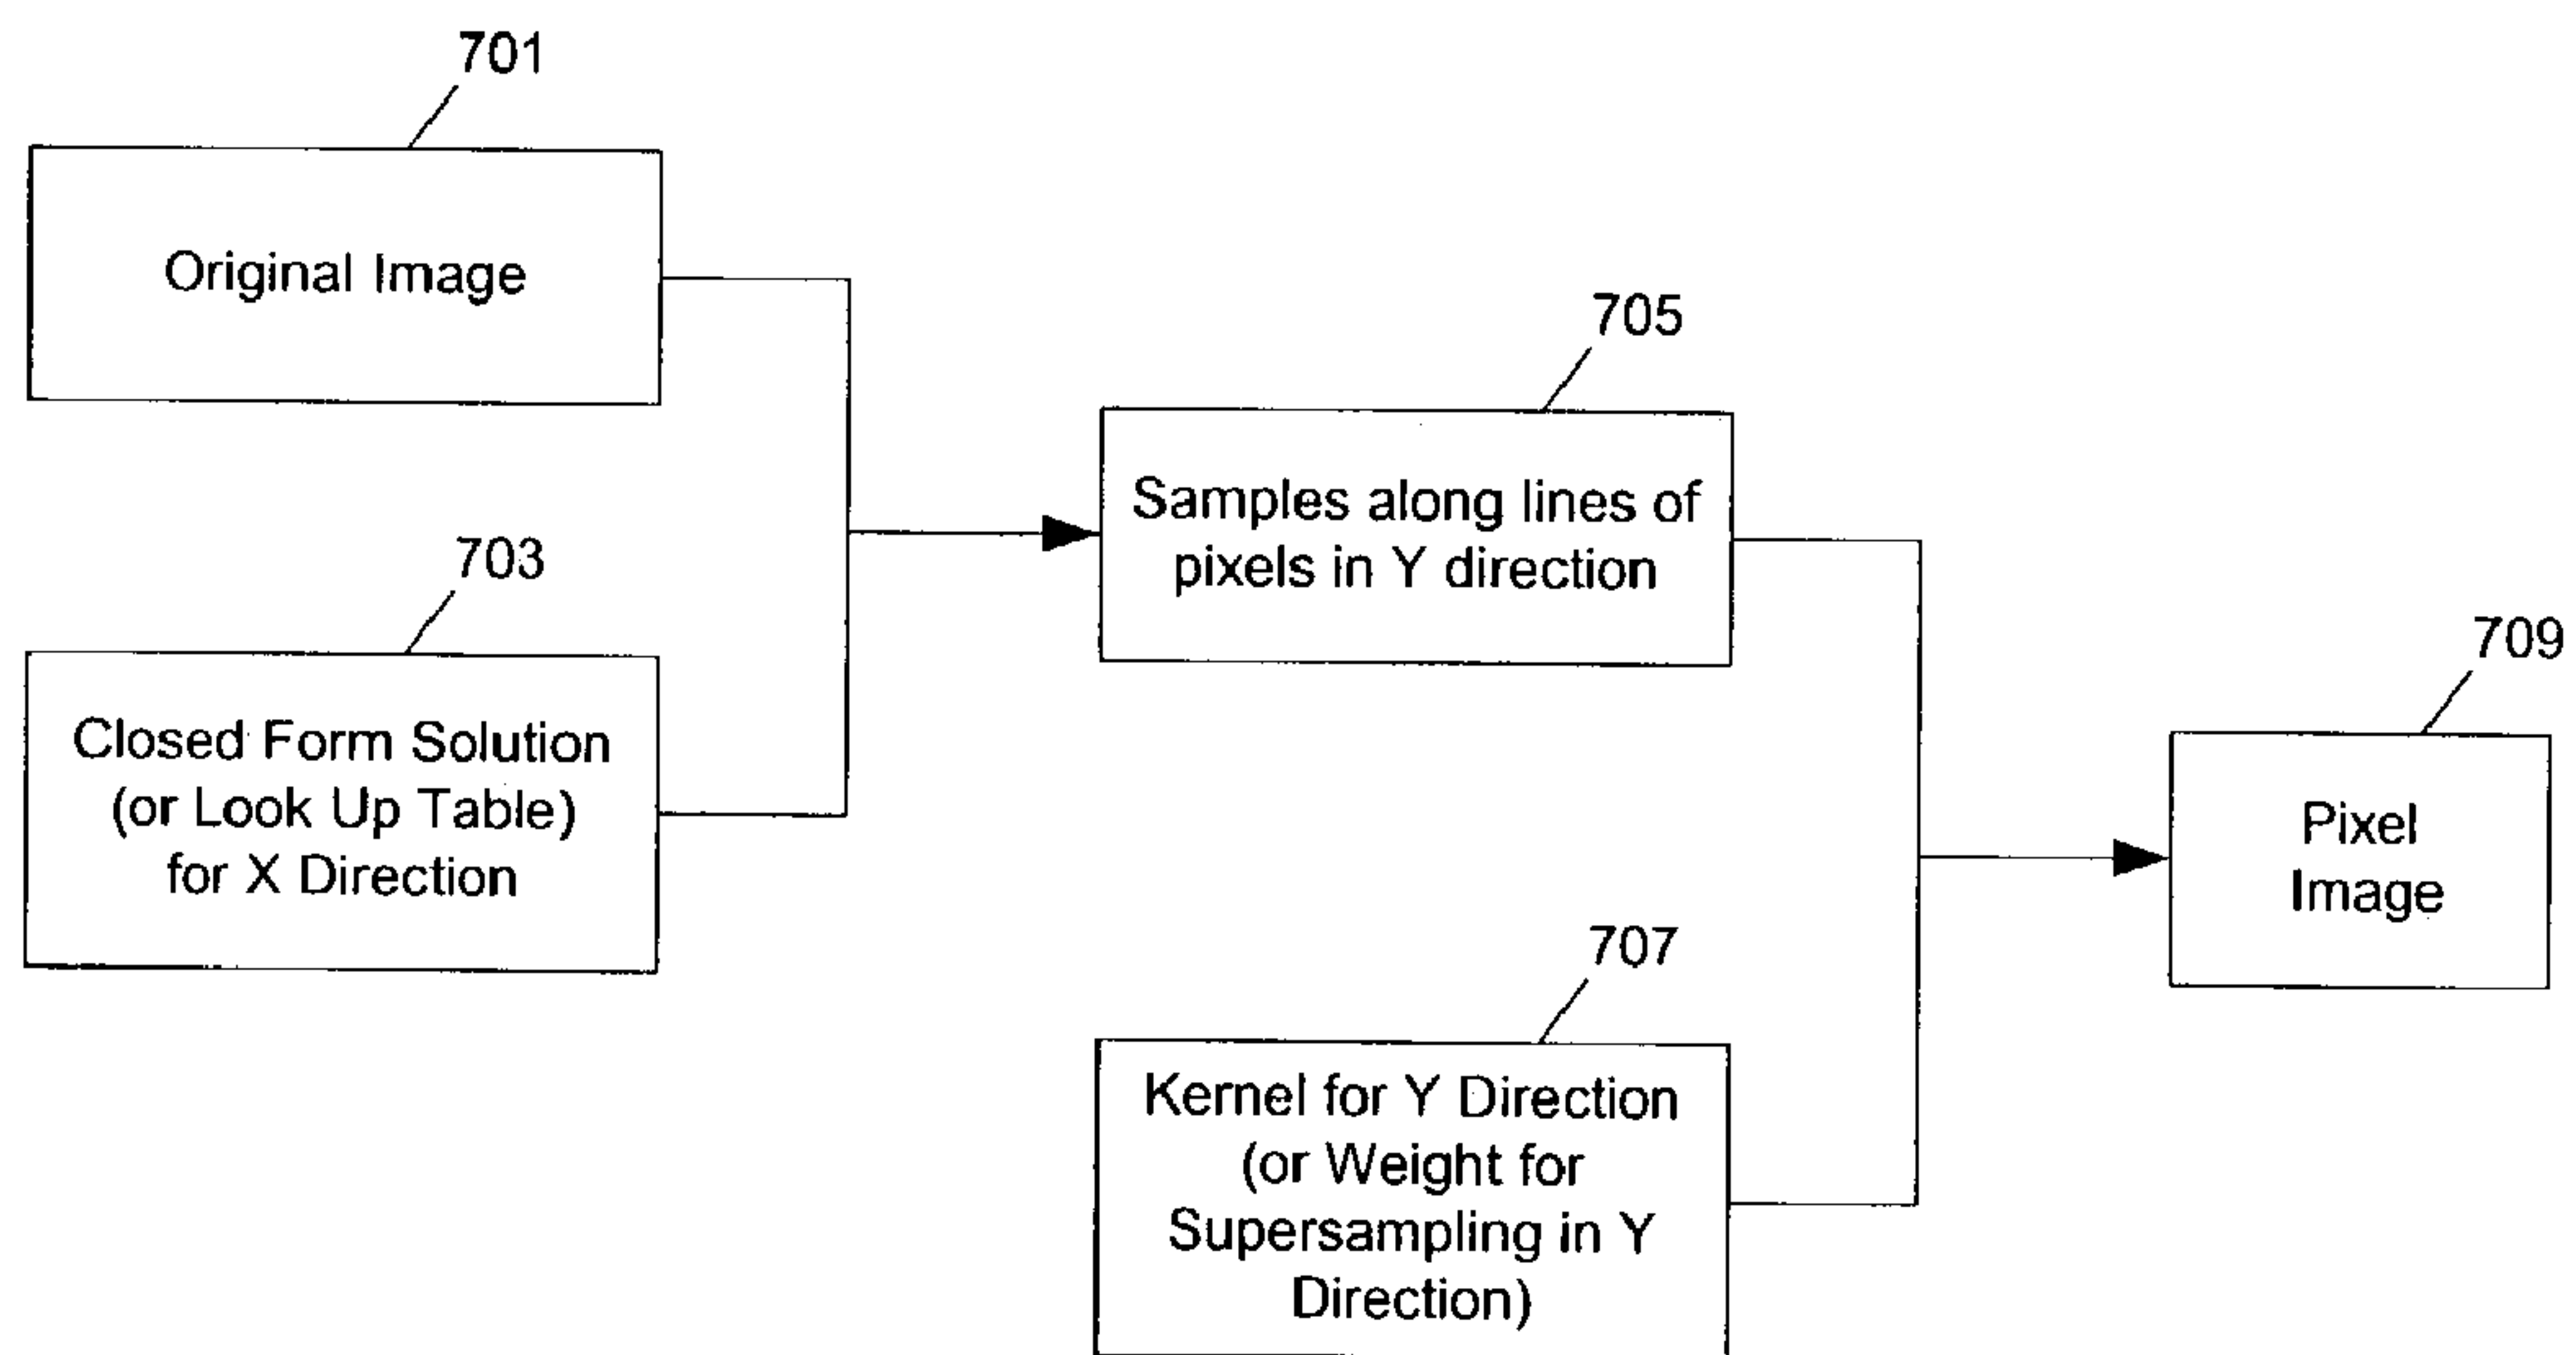 701
Original Image
703
Closed Form Solution
(or Look Up Table)
for X Direction
705
Samples along lines of
pixels in Y direction
707
Kernel for Y Direction
(or Weight for
Supersampling in Y
Direction)
709
Pixel
Image